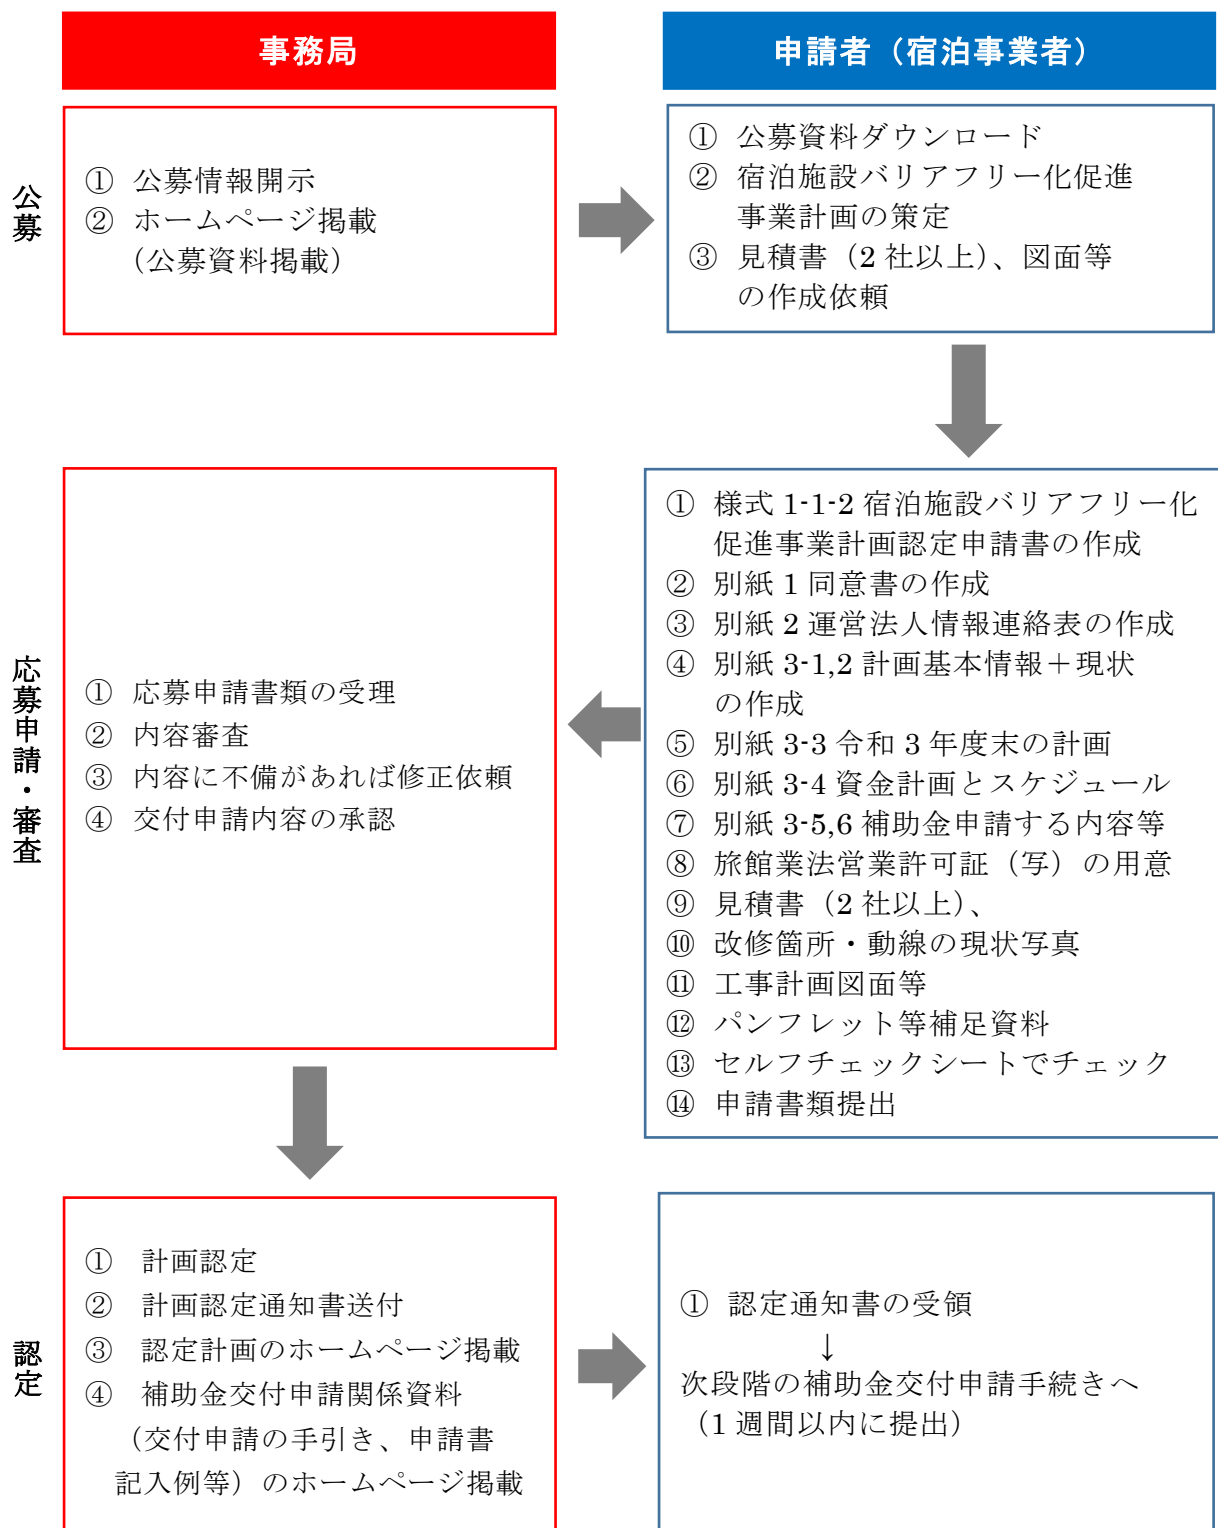 事務局
申請者（宿泊事業者）
公募
① 公募情報開示
② ホームページ掲載
（公募資料掲載）
① 公募資料ダウンロード
② 宿泊施設バリアフリー化促進
事業計画の策定
③ 見積書（2 社以上）、図面等
の作成依頼
応募申請・審査
① 応募申請書類の受理
② 内容審査
③ 内容に不備があれば修正依頼
④ 交付申請内容の承認
① 様式 1-1-2 宿泊施設バリアフリー化
促進事業計画認定申請書の作成
② 別紙 1 同意書の作成
③ 別紙 2 運営法人情報連絡表の作成
④ 別紙 3-1,2 計画基本情報＋現状
の作成
⑤ 別紙 3-3 令和 3 年度末の計画
⑥ 別紙 3-4 資金計画とスケジュール
⑦ 別紙 3-5,6 補助金申請する内容等
⑧ 旅館業法営業許可証（写）の用意
⑨ 見積書（2 社以上）、
⑩ 改修箇所・動線の現状写真
⑪ 工事計画図面等
⑫ パンフレット等補足資料
⑬ セルフチェックシートでチェック
⑭ 申請書類提出
認定
① 計画認定
② 計画認定通知書送付
③ 認定計画のホームページ掲載
④ 補助金交付申請関係資料
（交付申請の手引き、申請書
記入例等）のホームページ掲載
① 認定通知書の受領
↓
次段階の補助金交付申請手続きへ
（1 週間以内に提出）